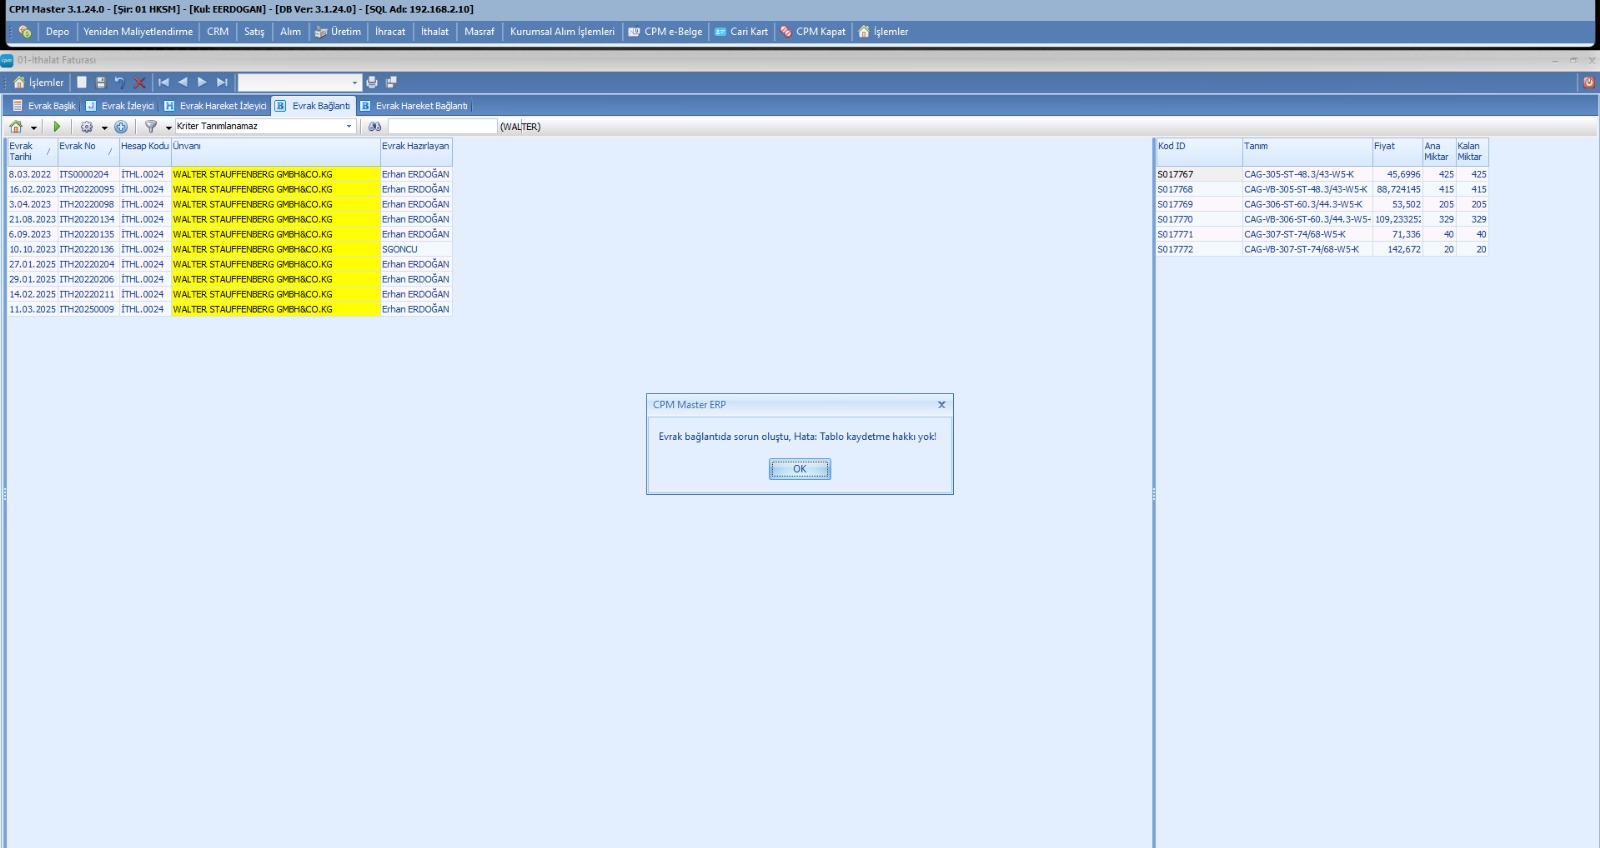 CPM Master 3.1.24.0 - [Şir: 01 HKSM] - [Kul: EERDOGAN] - [DB Ver: 3.1.24.0] - [SQL Adı: 192.168.2.10]
Depo Yeniden Maliyetlendirme CRM Satış Alım Üretim İhracat İthalat Masraf Kurumsal Alım İşlemleri CPM e-Belge Cari Kart CPM Kapat İşlemler
cpm 01-İthalat Faturası
İşlemler
Evrak Başlık Evrak İzleyici Evrak Hareket İzleyici Evrak Bağlantı Evrak Hareket Bağlantı
Kriter Tanımlanamaz (WALTER)
Evrak Tarihi Evrak No Hesap Kodu Ünvanı Evrak Hazırlayan
8.03.2022 ITS0000204 İTHL.0024 WALTER STAUFFENBERG GMBH&CO.KG Erhan ERDOĞAN
16.02.2023 ITH20220095 İTHL.0024 WALTER STAUFFENBERG GMBH&CO.KG Erhan ERDOĞAN
3.04.2023 ITH20220098 İTHL.0024 WALTER STAUFFENBERG GMBH&CO.KG Erhan ERDOĞAN
21.08.2023 ITH20220134 İTHL.0024 WALTER STAUFFENBERG GMBH&CO.KG Erhan ERDOĞAN
6.09.2023 ITH20220135 İTHL.0024 WALTER STAUFFENBERG GMBH&CO.KG Erhan ERDOĞAN
10.10.2023 ITH20220136 İTHL.0024 WALTER STAUFFENBERG GMBH&CO.KG SGONCU
27.01.2025 ITH20220204 İTHL.0024 WALTER STAUFFENBERG GMBH&CO.KG Erhan ERDOĞAN
29.01.2025 ITH20220206 İTHL.0024 WALTER STAUFFENBERG GMBH&CO.KG Erhan ERDOĞAN
14.02.2025 ITH20220211 İTHL.0024 WALTER STAUFFENBERG GMBH&CO.KG Erhan ERDOĞAN
11.03.2025 ITH20250009 İTHL.0024 WALTER STAUFFENBERG GMBH&CO.KG Erhan ERDOĞAN
Kod ID Tanım Fiyat Ana Miktar Kalan Miktar
S017767 CAG-305-ST-48.3/43-W5-K 45,6996 425 425
S017768 CAG-VB-305-ST-48.3/43-W5-K 88,724145 415 415
S017769 CAG-306-ST-60.3/44.3-W5-K 53,502 205 205
S017770 CAG-VB-306-ST-60.3/44.3-W5- 109,233252 329 329
S017771 CAG-307-ST-74/68-W5-K 71,336 40 40
S017772 CAG-VB-307-ST-74/68-W5-K 142,672 20 20
CPM Master ERP
Evrak bağlantıda sorun oluştu, Hata: Tablo kaydetme hakkı yok!
OK